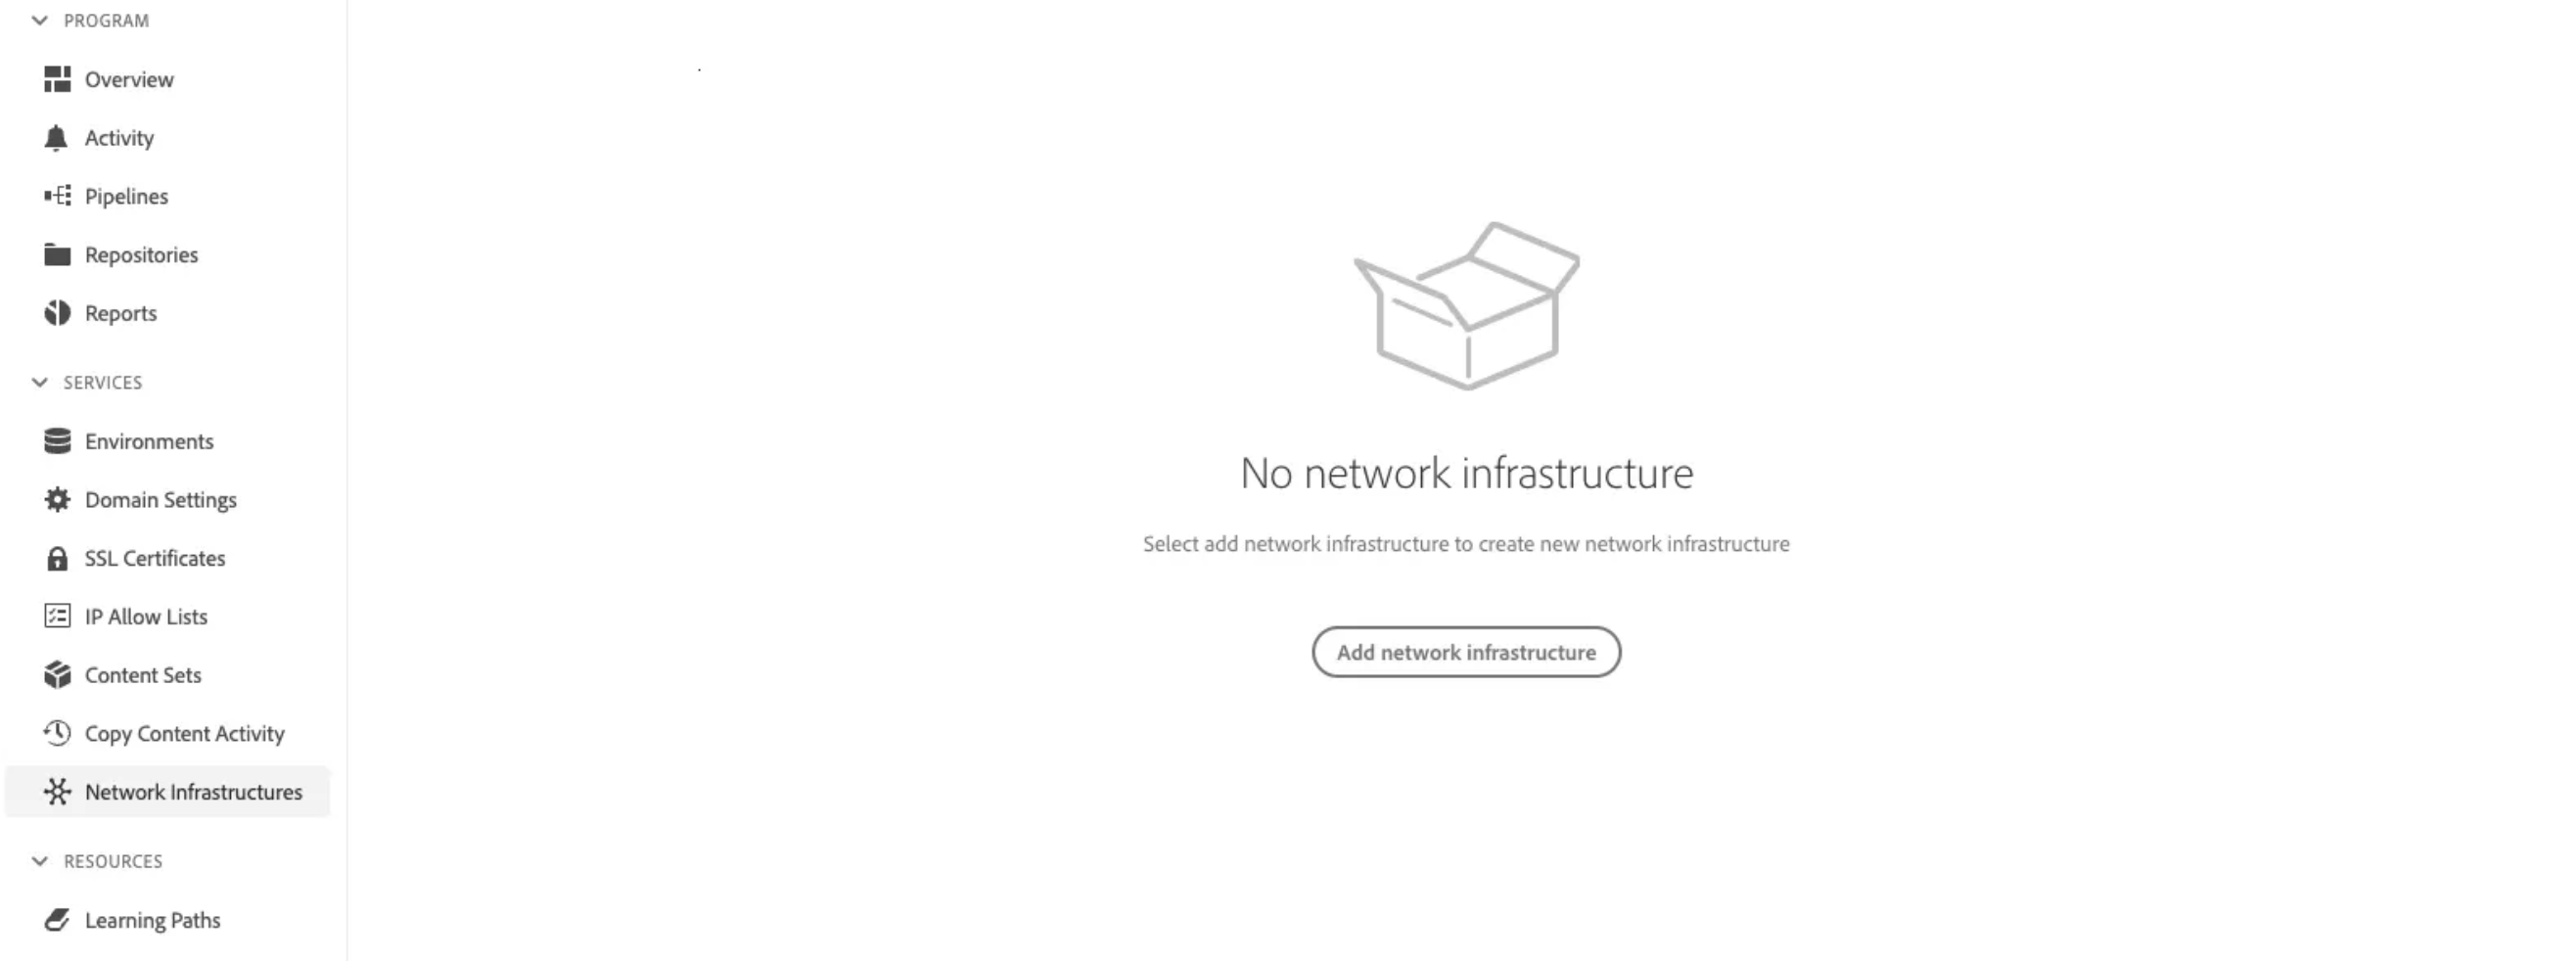 PROGRAM
Overview
Activity
Pipelines
Repositories
Reports
SERVICES
Environments
Domain Settings
SSL Certificates
IP Allow Lists
Content Sets
Copy Content Activity
Network Infrastructures
RESOURCES
Learning Paths
No network infrastructure
Select add network infrastructure to create new network infrastructure
Add network infrastructure